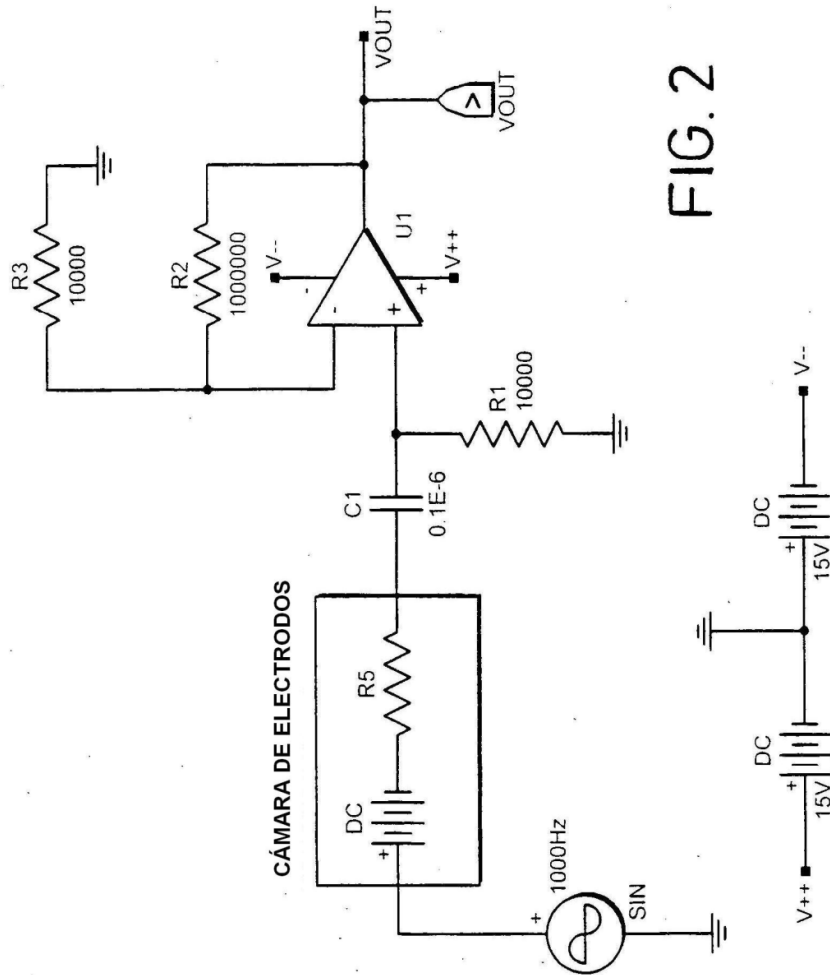 R3
10000
R2
1000000
V--
-
-
+
+
U1
V++
VOUT
V
VOUT
C1
0.1E-6
R1
10000
CÁMARA DE ELECTRODOS
DC
+
R5
+
1000Hz
SIN
V++
DC
+
15V
DC
+
15V
V--
FIG. 2